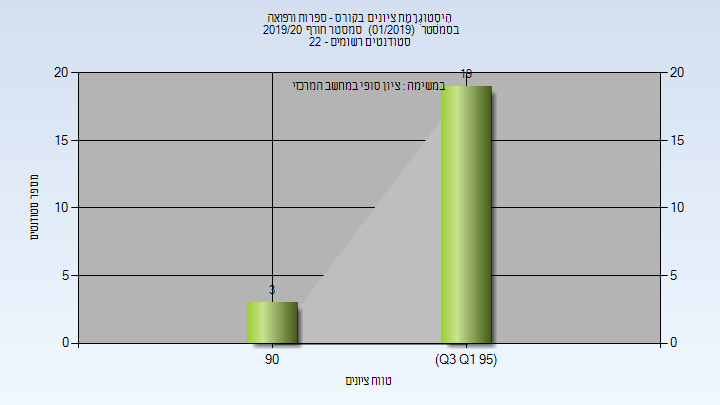 היסטוגרמת ציונים בקורס - ספרות ורפואה
בסמסטר (01/2019) סמסטר חורף 2019/20
סטודנטים רשומים - 22
במשימה : ציון סופי במחשב המרכזי
20
15
10
5
0
20
15
10
5
0
19
3
מספר סטודנטים
90
(Q3 Q1 95)
טווח ציונים